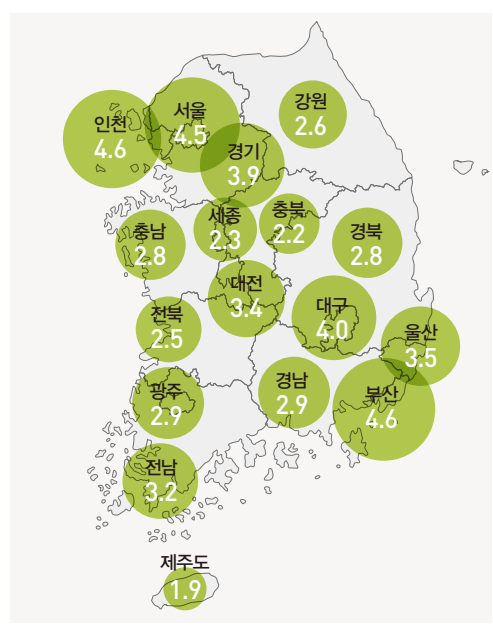 서울
4.5
강원
2.6
인천
4.6
경기
3.9
세종
2.3
충북
2.2
충남
2.8
경북
2.8
대전
3.4
대구
4.0
전북
2.5
울산
3.5
광주
2.9
경남
2.9
부산
4.6
전남
3.2
제주도
1.9